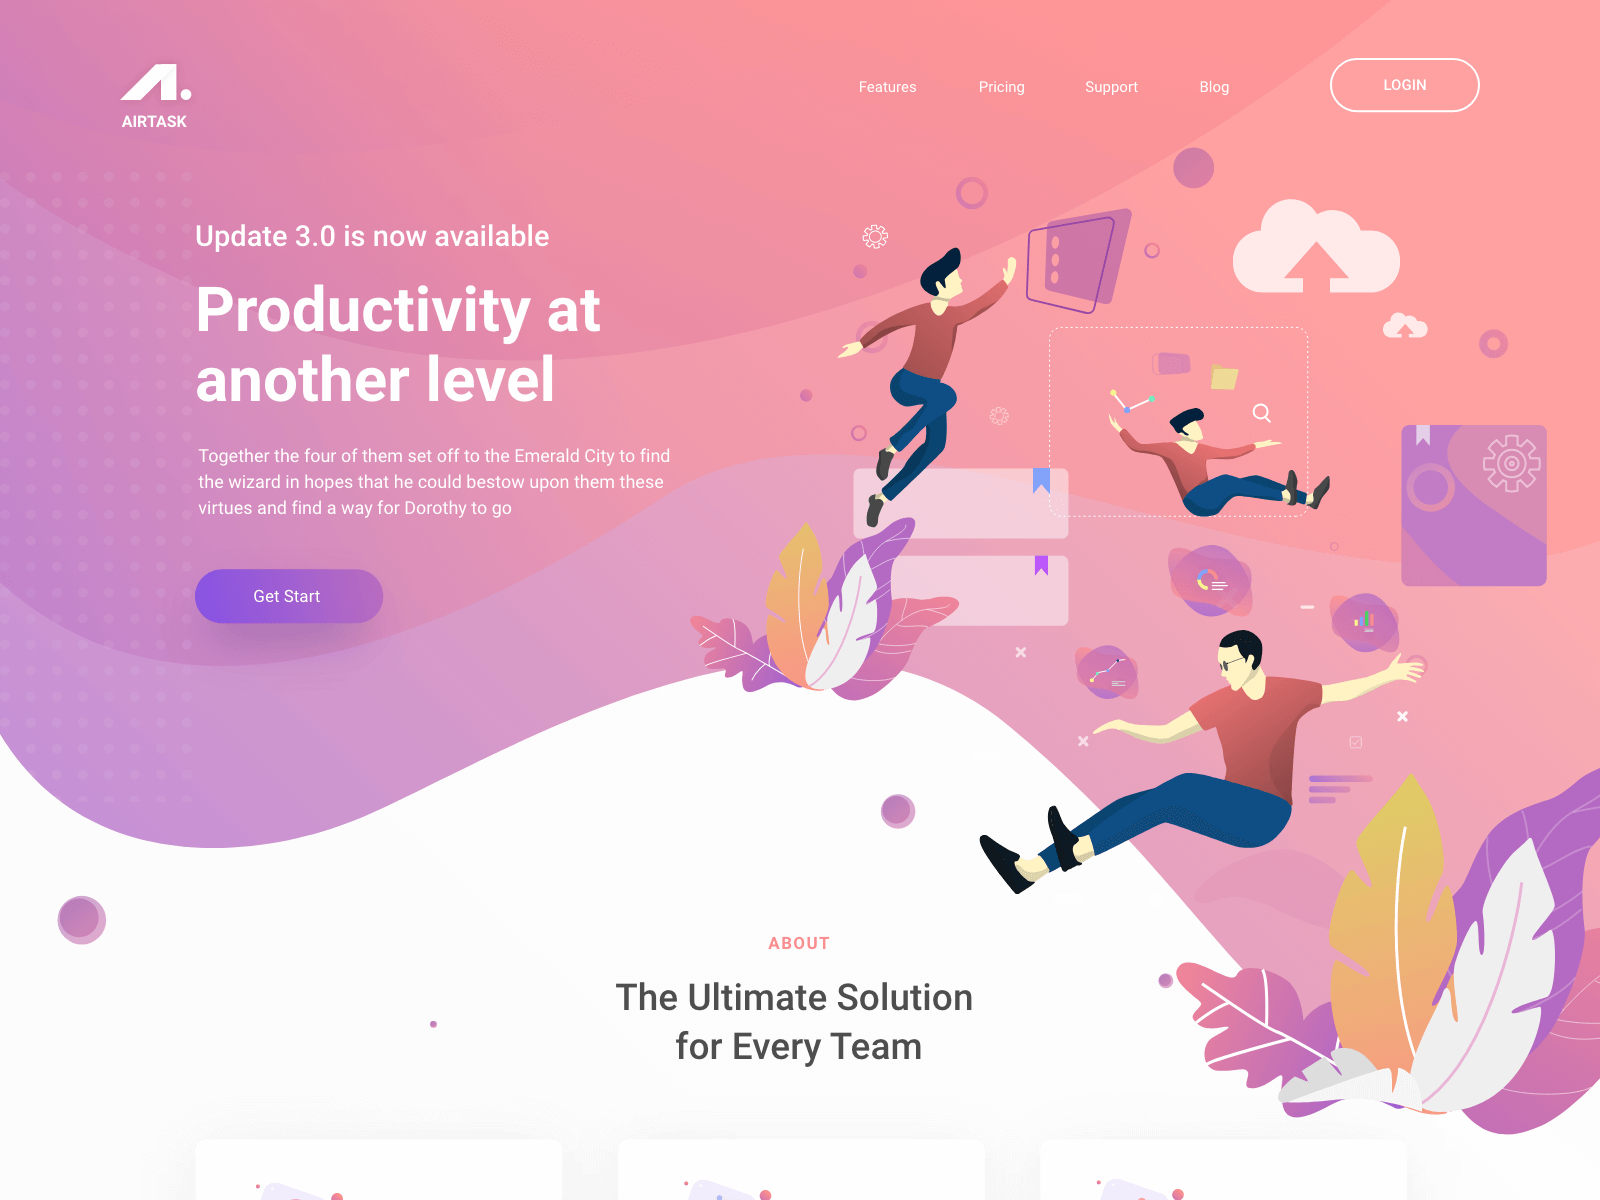 AIRTASK
Features
Pricing
Support
Blog
LOGIN
Update 3.0 is now available
Productivity at
another level
Together the four of them set off to the Emerald City to find
the wizard in hopes that he could bestow upon them these
virtues and find a way for Dorothy to go
Get Start
ABOUT
The Ultimate Solution
for Every Team